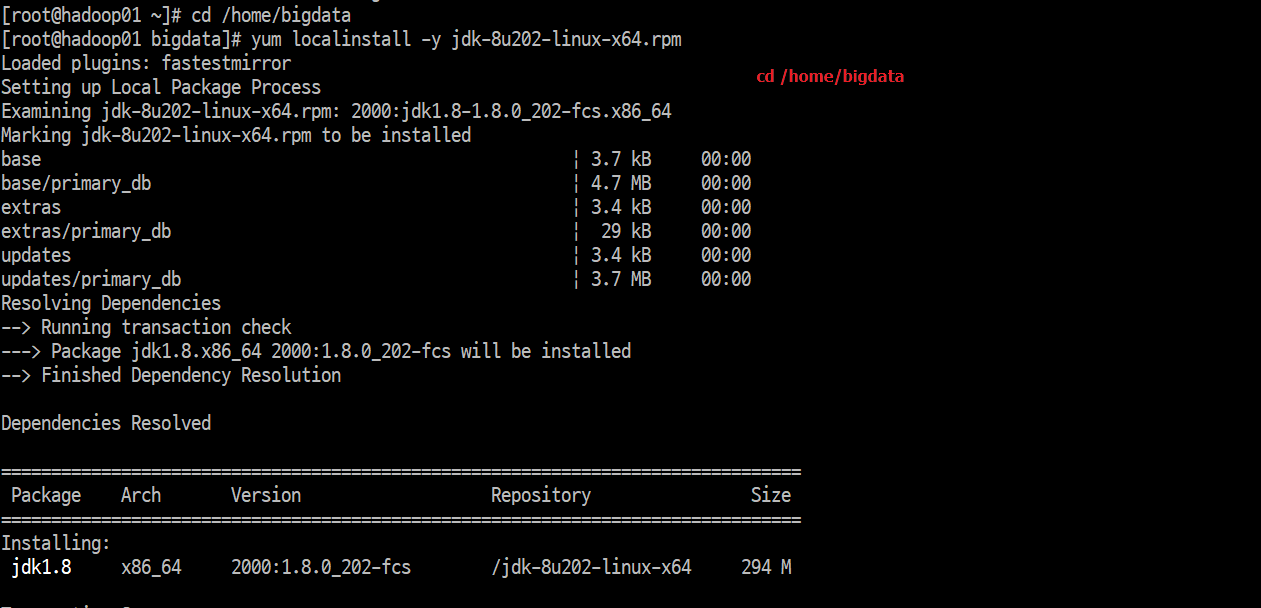 [root@hadoop01 ~]# cd /home/bigdata
[root@hadoop01 bigdata]# yum localinstall -y jdk-8u202-linux-x64.rpm
Loaded plugins: fastestmirror
cd /home/bigdata
Setting up Local Package Process
Examining jdk-8u202-linux-x64.rpm: 2000:jdk1.8-1.8.0_202-fcs.x86_64
Marking jdk-8u202-linux-x64.rpm to be installed
base | 3.7 kB 00:00
base/primary_db | 4.7 MB 00:00
extras | 3.4 kB 00:00
extras/primary_db | 29 kB 00:00
updates | 3.4 kB 00:00
updates/primary_db | 3.7 MB 00:00
Resolving Dependencies
--> Running transaction check
---> Package jdk1.8.x86_64 2000:1.8.0_202-fcs will be installed
--> Finished Dependency Resolution
Dependencies Resolved
================================================================================
Package Arch Version Repository Size
================================================================================
Installing:
jdk1.8 x86_64 2000:1.8.0_202-fcs /jdk-8u202-linux-x64 294 M